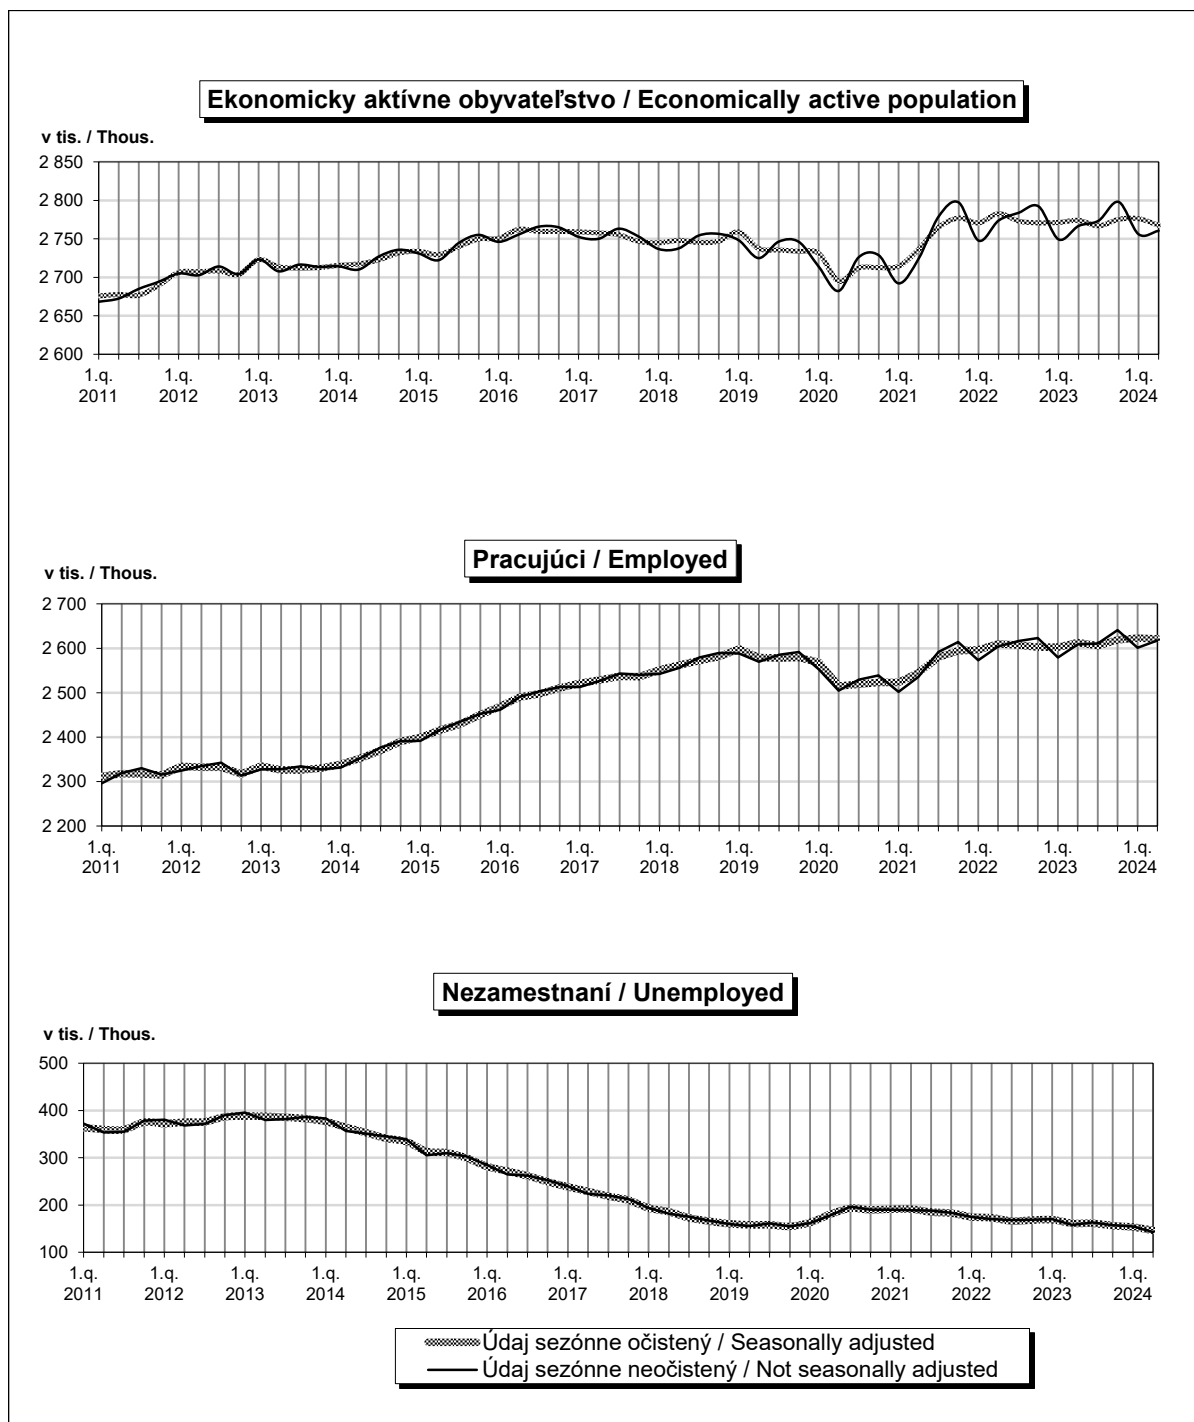 Ekonomicky aktívne obyvateľstvo / Economically active population
v tis. / Thous.
2 850
2 800
2 750
2 700
2 650
2 600
1.q. 1.q. 1.q. 1.q. 1.q. 1.q. 1.q. 1.q. 1.q. 1.q. 1.q. 1.q. 1.q. 1.q.
2011 2012 2013 2014 2015 2016 2017 2018 2019 2020 2021 2022 2023 2024
Pracujúci / Employed
v tis. / Thous.
2 700
2 600
2 500
2 400
2 300
2 200
1.q. 1.q. 1.q. 1.q. 1.q. 1.q. 1.q. 1.q. 1.q. 1.q. 1.q. 1.q. 1.q. 1.q.
2011 2012 2013 2014 2015 2016 2017 2018 2019 2020 2021 2022 2023 2024
Nezamestnaní / Unemployed
v tis. / Thous.
500
400
300
200
100
1.q. 1.q. 1.q. 1.q. 1.q. 1.q. 1.q. 1.q. 1.q. 1.q. 1.q. 1.q. 1.q. 1.q.
2011 2012 2013 2014 2015 2016 2017 2018 2019 2020 2021 2022 2023 2024
Údaj sezónne očistený / Seasonally adjusted
Údaj sezónne neočistený / Not seasonally adjusted